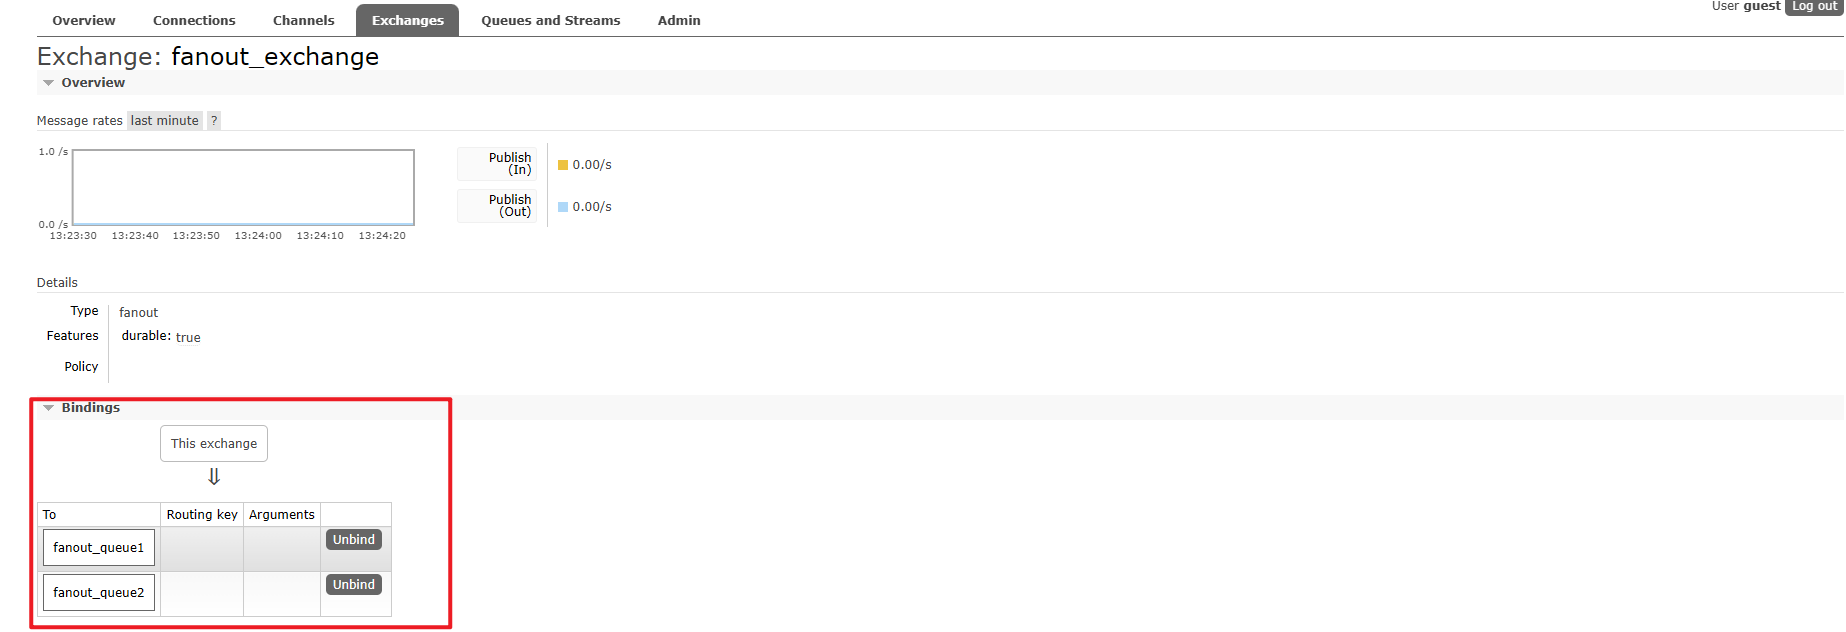 User guest Log out
Overview Connections Channels Exchanges Queues and Streams Admin
Exchange: fanout_exchange
Overview
Message rates last minute ?
1.0 /s
0.0 /s
13:23:30 13:23:40 13:23:50 13:24:00 13:24:10 13:24:20
Publish
(In)
0.00/s
Publish
(Out)
0.00/s
Details
Type fanout
Features durable: true
Policy
Bindings
This exchange
⇓
To Routing key Arguments
fanout_queue1 Unbind
fanout_queue2 Unbind